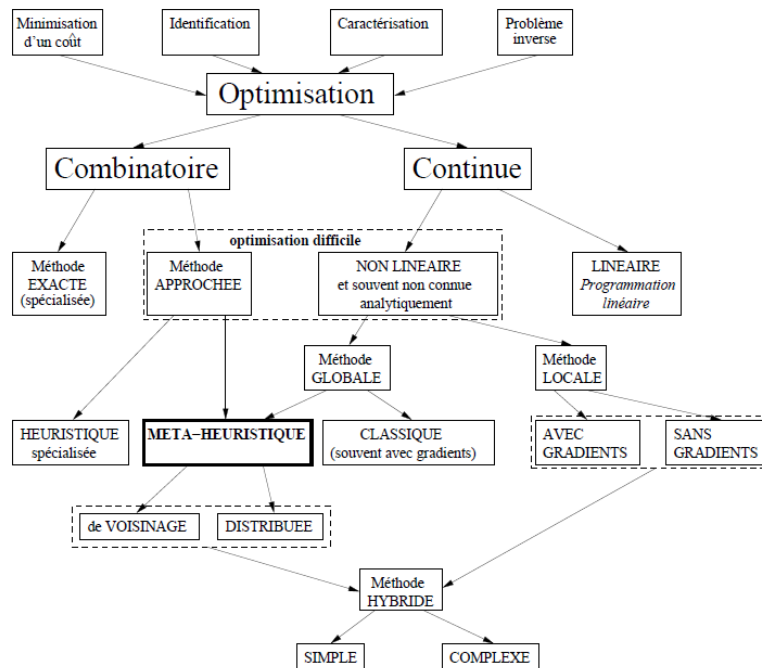 Minimisation
d'un coût
Identification
Caractérisation
Problème
inverse
Optimisation
Combinatoire
Continue
optimisation difficile
Méthode
EXACTE
(spécialisée)
Méthode
APPROCHEE
NON LINEAIRE
et souvent non connue
analytiquement
LINEAIRE
Programmation
linéaire
Méthode
GLOBALE
Méthode
LOCALE
HEURISTIQUE
spécialisée
META-HEURISTIQUE
CLASSIQUE
(souvent avec gradients)
AVEC
GRADIENTS
SANS
GRADIENTS
de VOISINAGE
DISTRIBUEE
Méthode
HYBRIDE
SIMPLE
COMPLEXE